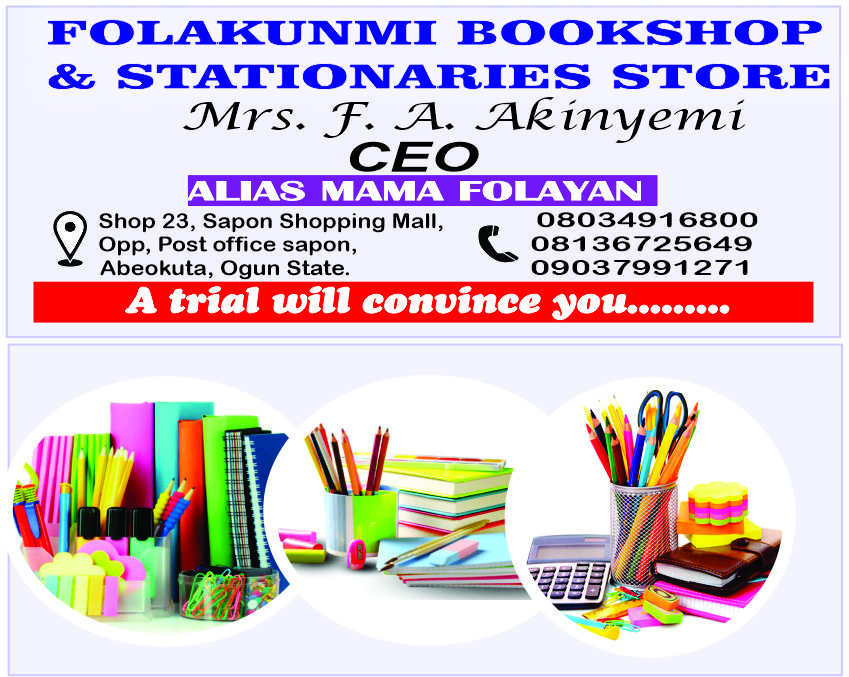 FOLAKUNMI BOOKSHOP
& STATIONARIES STORE
Mrs. F. A. Akinyemi
CEO
ALIAS MAMA FOLAYAN
Shop 23, Sapon Shopping Mall,
Opp, Post office sapon,
Abeokuta, Ogun State.
08034916800
08136725649
09037991271
A trial will convince you.........